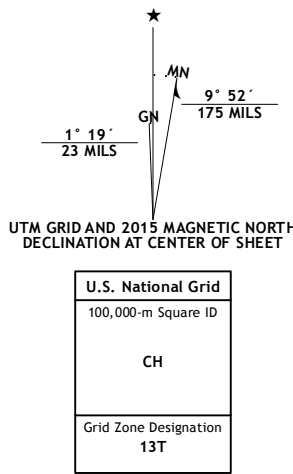 MN
GN
9° 52´
175 MILS
1° 19´
23 MILS
UTM GRID AND 2015 MAGNETIC NORTH
DECLINATION AT CENTER OF SHEET
U.S. National Grid
100,000-m Square ID
CH
Grid Zone Designation
13T